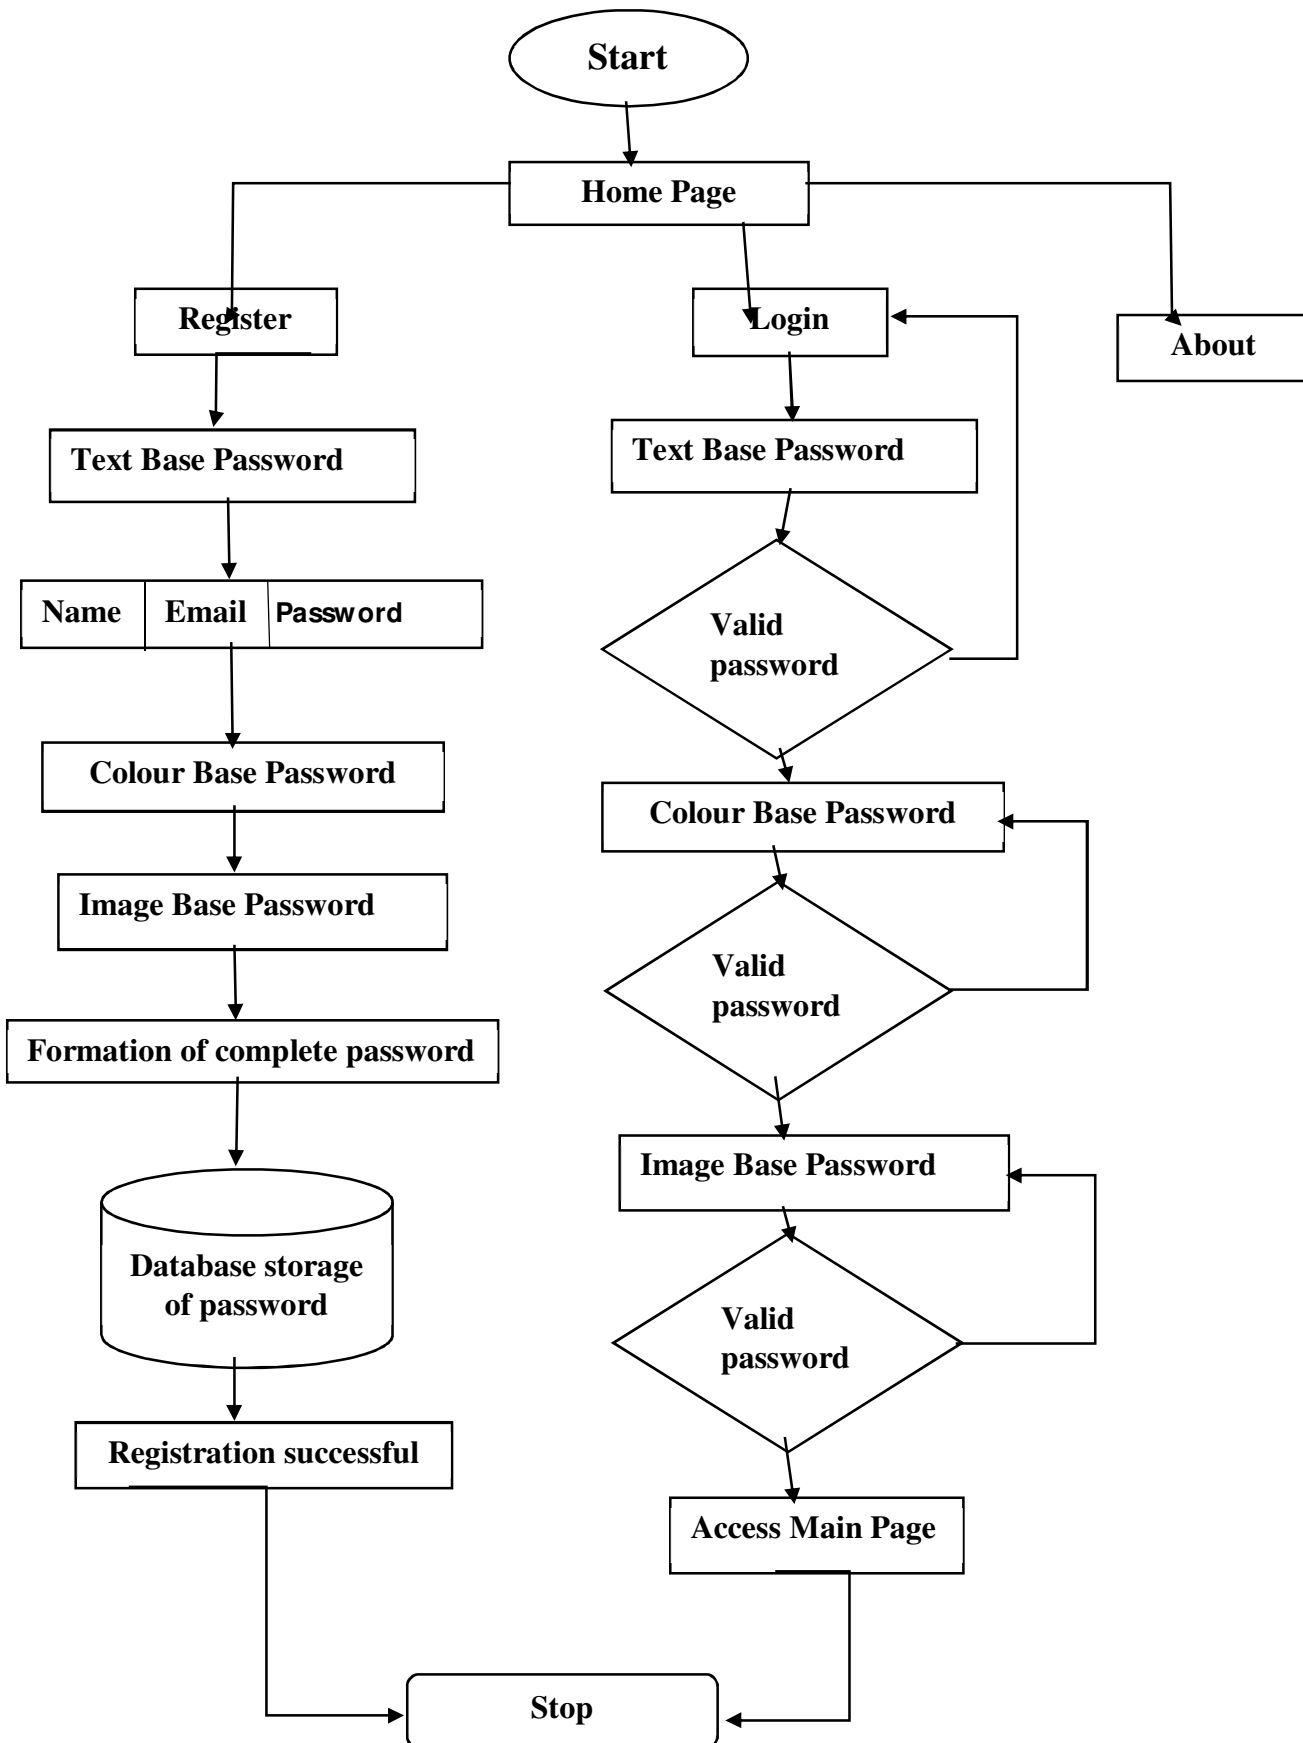 Start
Home Page
Register
Login
About
Text Base Password
Text Base Password
Name Email Password
Valid
password
Colour Base Password
Colour Base Password
Image Base Password
Valid
password
Formation of complete password
Image Base Password
Database storage
of password
Valid
password
Registration successful
Access Main Page
Stop